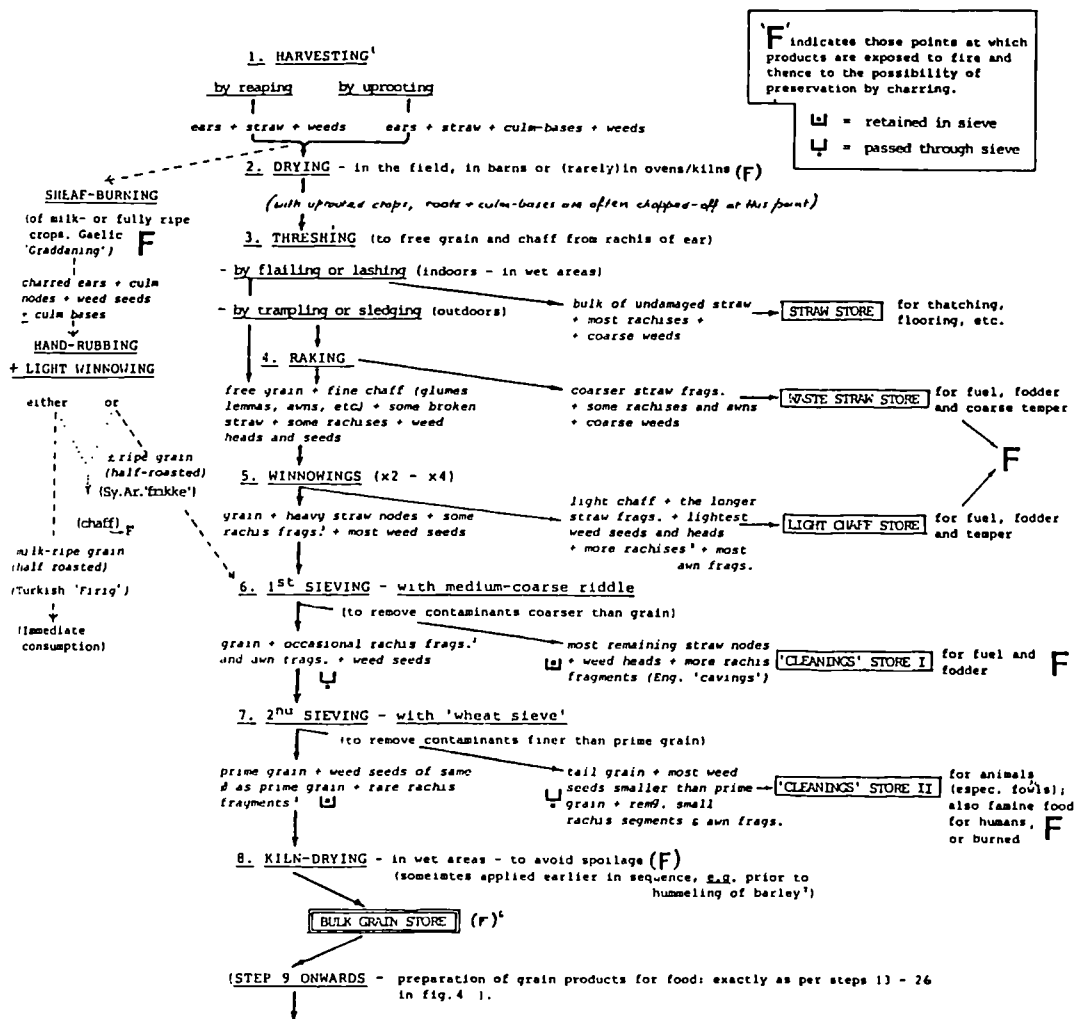 'F' indicates those points at which
products are exposed to fire and
thence to the possibility of
preservation by charring.
= retained in sieve
= passed through sieve
1. HARVESTING¹
by reaping by uprooting
ears + straw + weeds ears + straw + culm-bases + weeds
2. DRYING - in the field, in barns or (rarely) in ovens/kilns (F)
(with uprooted crops, roots + culm-bases are often chopped-off at this point)
SHEAF-BURNING
(of milk- or fully ripe
crops, Gaelic
'Graddaning') F
charred ears + culm
nodes + weed seeds
+ culm bases
HAND-RUBBING
+ LIGHT WINNOWING
either or
± ripe grain
(half-roasted)
(Sy.Ar.'frikke')
(chaff) F
milk-ripe grain
(half roasted)
(Turkish 'Firig')
(Immediate
consumption)
3. THRESHING (to free grain and chaff from rachis of ear)
- by flailing or lashing (indoors - in wet areas)
- by trampling or sledging (outdoors)
bulk of undamaged straw
+ most rachises +
+ coarse weeds
STRAW STORE
for thatching,
flooring, etc.
4. RAKING
free grain + fine chaff (glumes
lemmas, awns, etc) + some broken
straw + some rachises + weed
heads and seeds
coarser straw frags.
+ some rachises and awns
+ coarse weeds
WASTE STRAW STORE
for fuel, fodder
and coarse temper
F
5. WINNOWINGS (x2 - x4)
grain + heavy straw nodes + some
rachis frags. + most weed seeds
light chaff + the longer
straw frags. + lightest
weed seeds and heads
+ more rachises + most
awn frags.
LIGHT CHAFF STORE
for fuel, fodder
and temper
6. 1st SIEVING - with medium-coarse riddle
(to remove contaminants coarser than grain)
grain + occasional rachis frags.
and awn frags. + weed seeds
most remaining straw nodes
+ weed heads + more rachis
fragments (Eng. 'cavings')
'CLEANINGS' STORE I
for fuel and
fodder F
7. 2nd SIEVING - with 'wheat sieve'
(to remove contaminants finer than prime grain)
prime grain + weed seeds of same
as prime grain + rare rachis
fragments
tail grain + most weed
seeds smaller than prime
grain + remg. small
rachis segments & awn frags.
'CLEANINGS' STORE II
for animals
(espec. fowls);
also famine food
for humans,
or burned F
8. KILN-DRYING - in wet areas - to avoid spoilage (F)
(someimtes applied earlier in sequence, e.g. prior to
hummeling of barley)
BULK GRAIN STORE (F)
(STEP 9 ONWARDS - preparation of grain products for food: exactly as per steps 13 - 26
in fig.4 ).